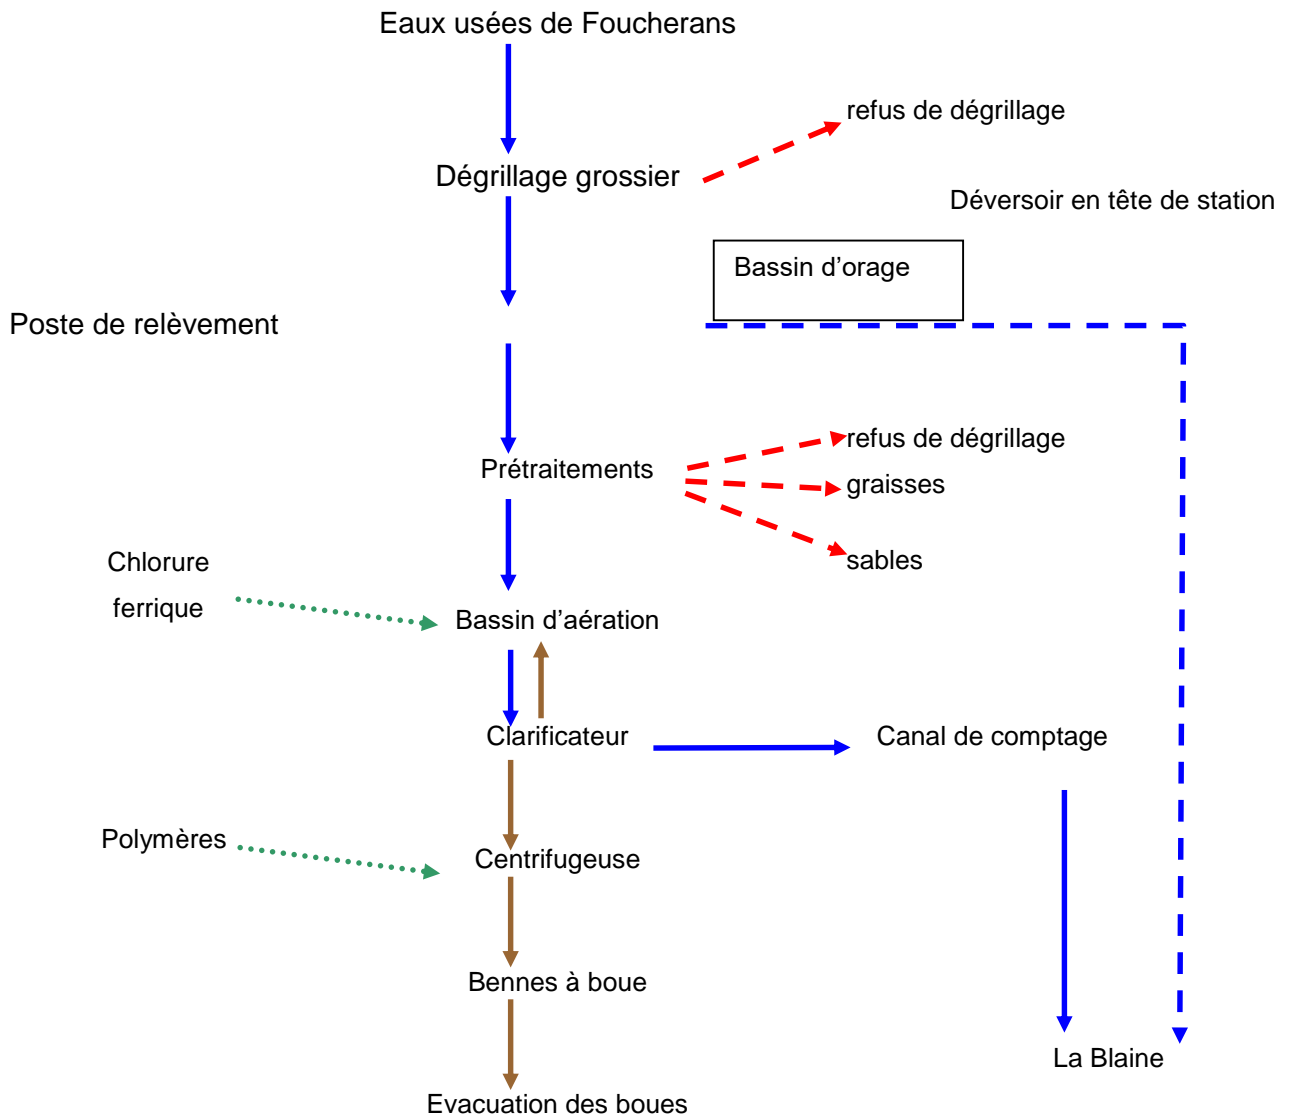 Eaux usées de Foucherans
refus de dégrillage
Dégrillage grossier
Déversoir en tête de station
Bassin d’orage
Poste de relèvement
refus de dégrillage
Prétraitements
graisses
sables
Chlorure
ferrique
Bassin d’aération
Clarificateur
Canal de comptage
Polymères
Centrifugeuse
Bennes à boue
La Blaine
Evacuation des boues